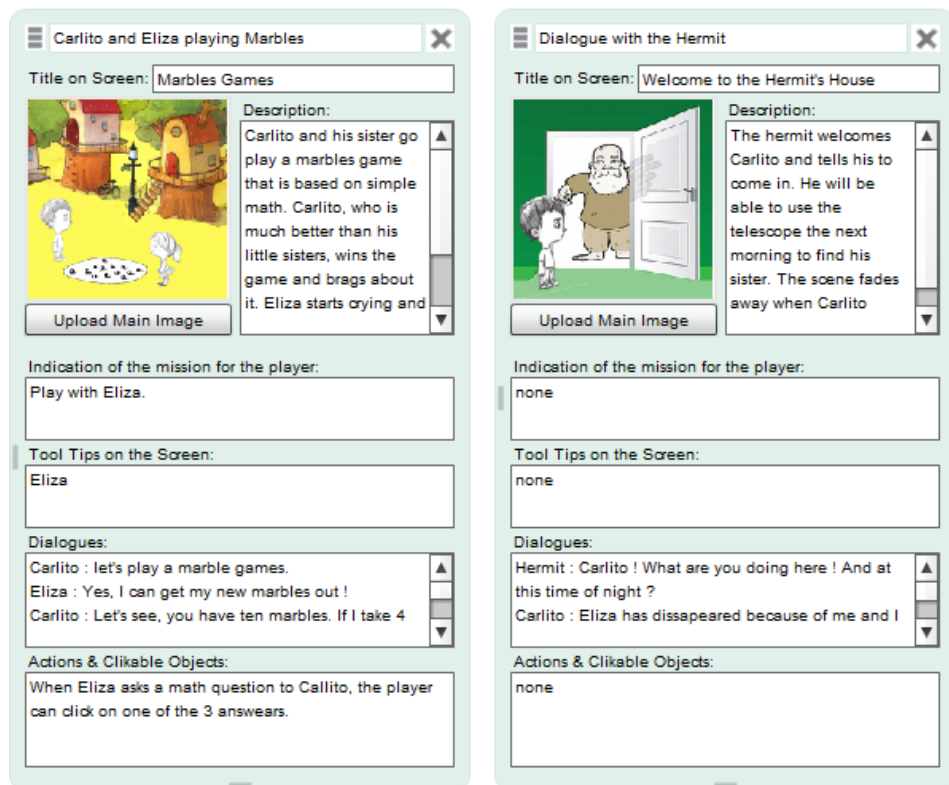 Carlito and Eliza playing Marbles
Title on Screen: Marbles Games
Description:
Carlito and his sister go
play a marbles game
that is based on simple
math. Carlito, who is
much better than his
little sisters, wins the
game and brags about
it. Eliza starts crying and
Upload Main Image
Indication of the mission for the player:
Play with Eliza.
Tool Tips on the Screen:
Eliza
Dialogues:
Carlito : let's play a marble games.
Eliza : Yes, I can get my new marbles out !
Carlito : Let's see, you have ten marbles. If I take 4
Actions & Clikable Objects:
When Eliza asks a math question to Callito, the player
can click on one of the 3 answears.
Dialogue with the Hermit
Title on Screen: Welcome to the Hermit's House
Description:
The hermit welcomes
Carlito and tells his to
come in. He will be
able to use the
telescope the next
morning to find his
sister. The scene fades
away when Carlito
Upload Main Image
Indication of the mission for the player:
none
Tool Tips on the Screen:
none
Dialogues:
Hermit : Carlito ! What are you doing here ! And at
this time of night ?
Carlito : Eliza has dissapeared because of me and I
Actions & Clikable Objects:
none